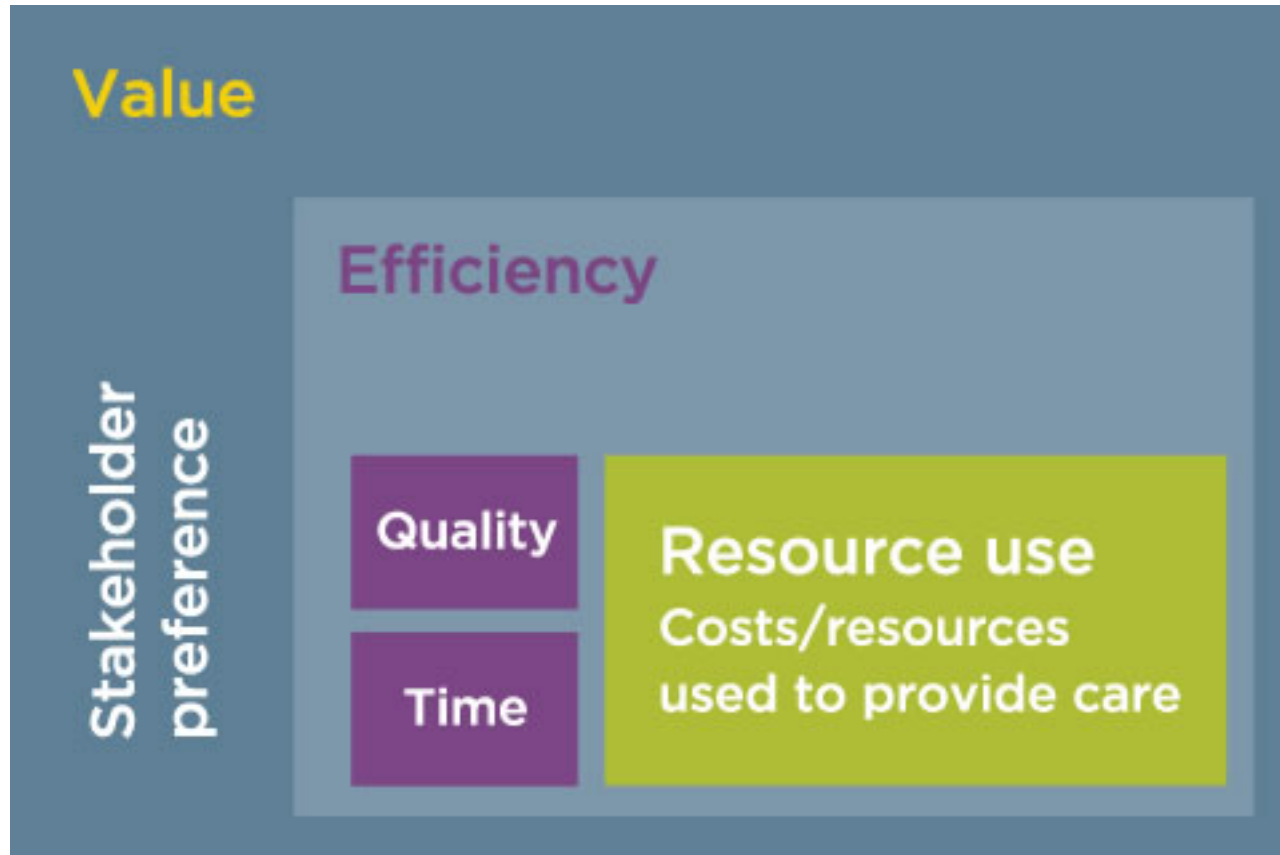 Value
Efficiency
Stakeholder
preference
Quality
Time
Resource use
Costs/resources
used to provide care